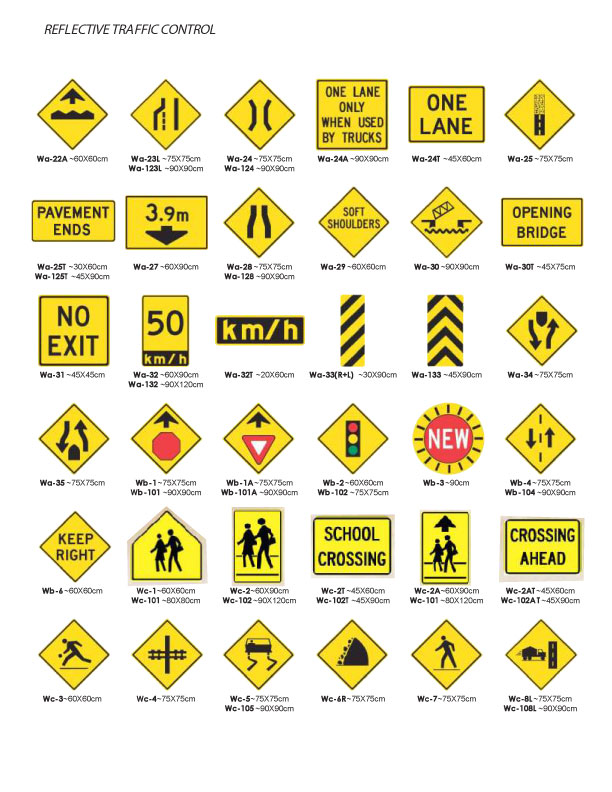 REFLECTIVE TRAFFIC CONTROL
ONE LANE
ONLY
WHEN USED
BY TRUCKS
ONE
LANE
Wa-22A ~60X60cm
Wa-23L ~75X75cm
Wa-123L ~90X90cm
Wa-24 ~75X75cm
Wa-124 ~90X90cm
Wa-24A ~90X90cm
Wa-24T ~45X60cm
Wa-25 ~75X75cm
PAVEMENT
ENDS
3.9m
SOFT
SHOULDERS
OPENING
BRIDGE
Wa-25T ~30X60cm
Wa-125T ~45X90cm
Wa-27 ~60X90cm
Wa-28 ~75X75cm
Wa-128 ~90X90cm
Wa-29 ~60X60cm
Wa-30 ~90X90cm
Wa-30T ~45X75cm
NO
EXIT
50
km/h
km/h
Wa-31 ~45X45cm
Wa-32 ~60X90cm
Wa-132 ~90X120cm
Wa-32T ~20X60cm
Wa-33(R+L) ~30X90cm
Wa-133 ~45X90cm
Wa-34 ~75X75cm
NEW
Wa-35 ~75X75cm
Wb-1 ~75X75cm
Wb-101 ~90X90cm
Wb-1A ~75X75cm
Wb-101A ~90X90cm
Wb-2 ~60X60cm
Wb-102 ~75X75cm
Wb-3 ~90cm
Wb-4 ~75X75cm
Wb-104 ~90X90cm
KEEP
RIGHT
SCHOOL
CROSSING
CROSSING
AHEAD
Wb-6 ~60X60cm
Wc-1 ~60X60cm
Wc-101 ~80X80cm
Wc-2 ~60X90cm
Wc-102 ~90X120cm
Wc-2T ~45X60cm
Wc-102T ~45X90cm
Wc-2A ~60X90cm
Wc-101 ~80X120cm
Wc-2AT ~45X60cm
Wc-102AT ~45X90cm
Wc-3 ~60X60cm
Wc-4 ~75X75cm
Wc-5 ~75X75cm
Wc-105 ~90X90cm
Wc-6R ~75X75cm
Wc-7 ~75X75cm
Wc-8L ~75X75cm
Wc-108L ~90X90cm